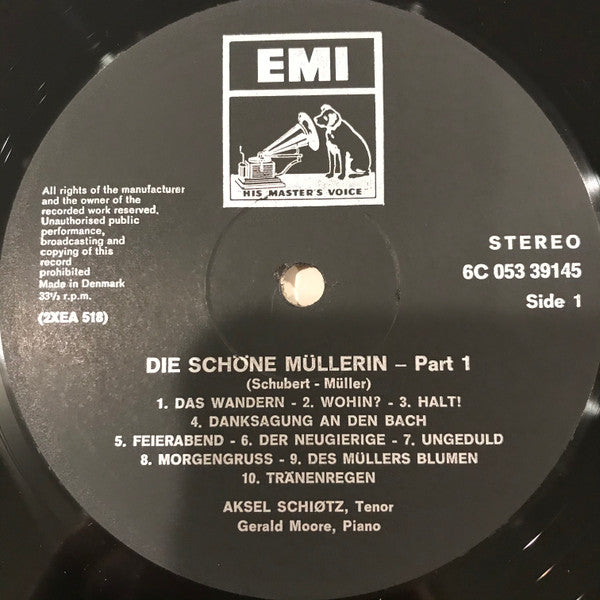 EMI
HIS MASTER'S VOICE
All rights of the manufacturer
and the owner of the
recorded work reserved.
Unauthorised public
performance,
broadcasting and
copying of this
record
prohibited
Made in Denmark
33⅓ r.p.m.
(2XEA 518)
STEREO
6C 053 39145
Side 1
DIE SCHÖNE MÜLLERIN – Part 1
(Schubert - Müller)
1. DAS WANDERN - 2. WOHIN? - 3. HALT!
4. DANKSAGUNG AN DEN BACH
5. FEIERABEND - 6. DER NEUGIERIGE - 7. UNGEDULD
8. MORGENGRUSS - 9. DES MÜLLERS BLUMEN
10. TRÄNENREGEN
AKSEL SCHIØTZ, Tenor
Gerald Moore, Piano